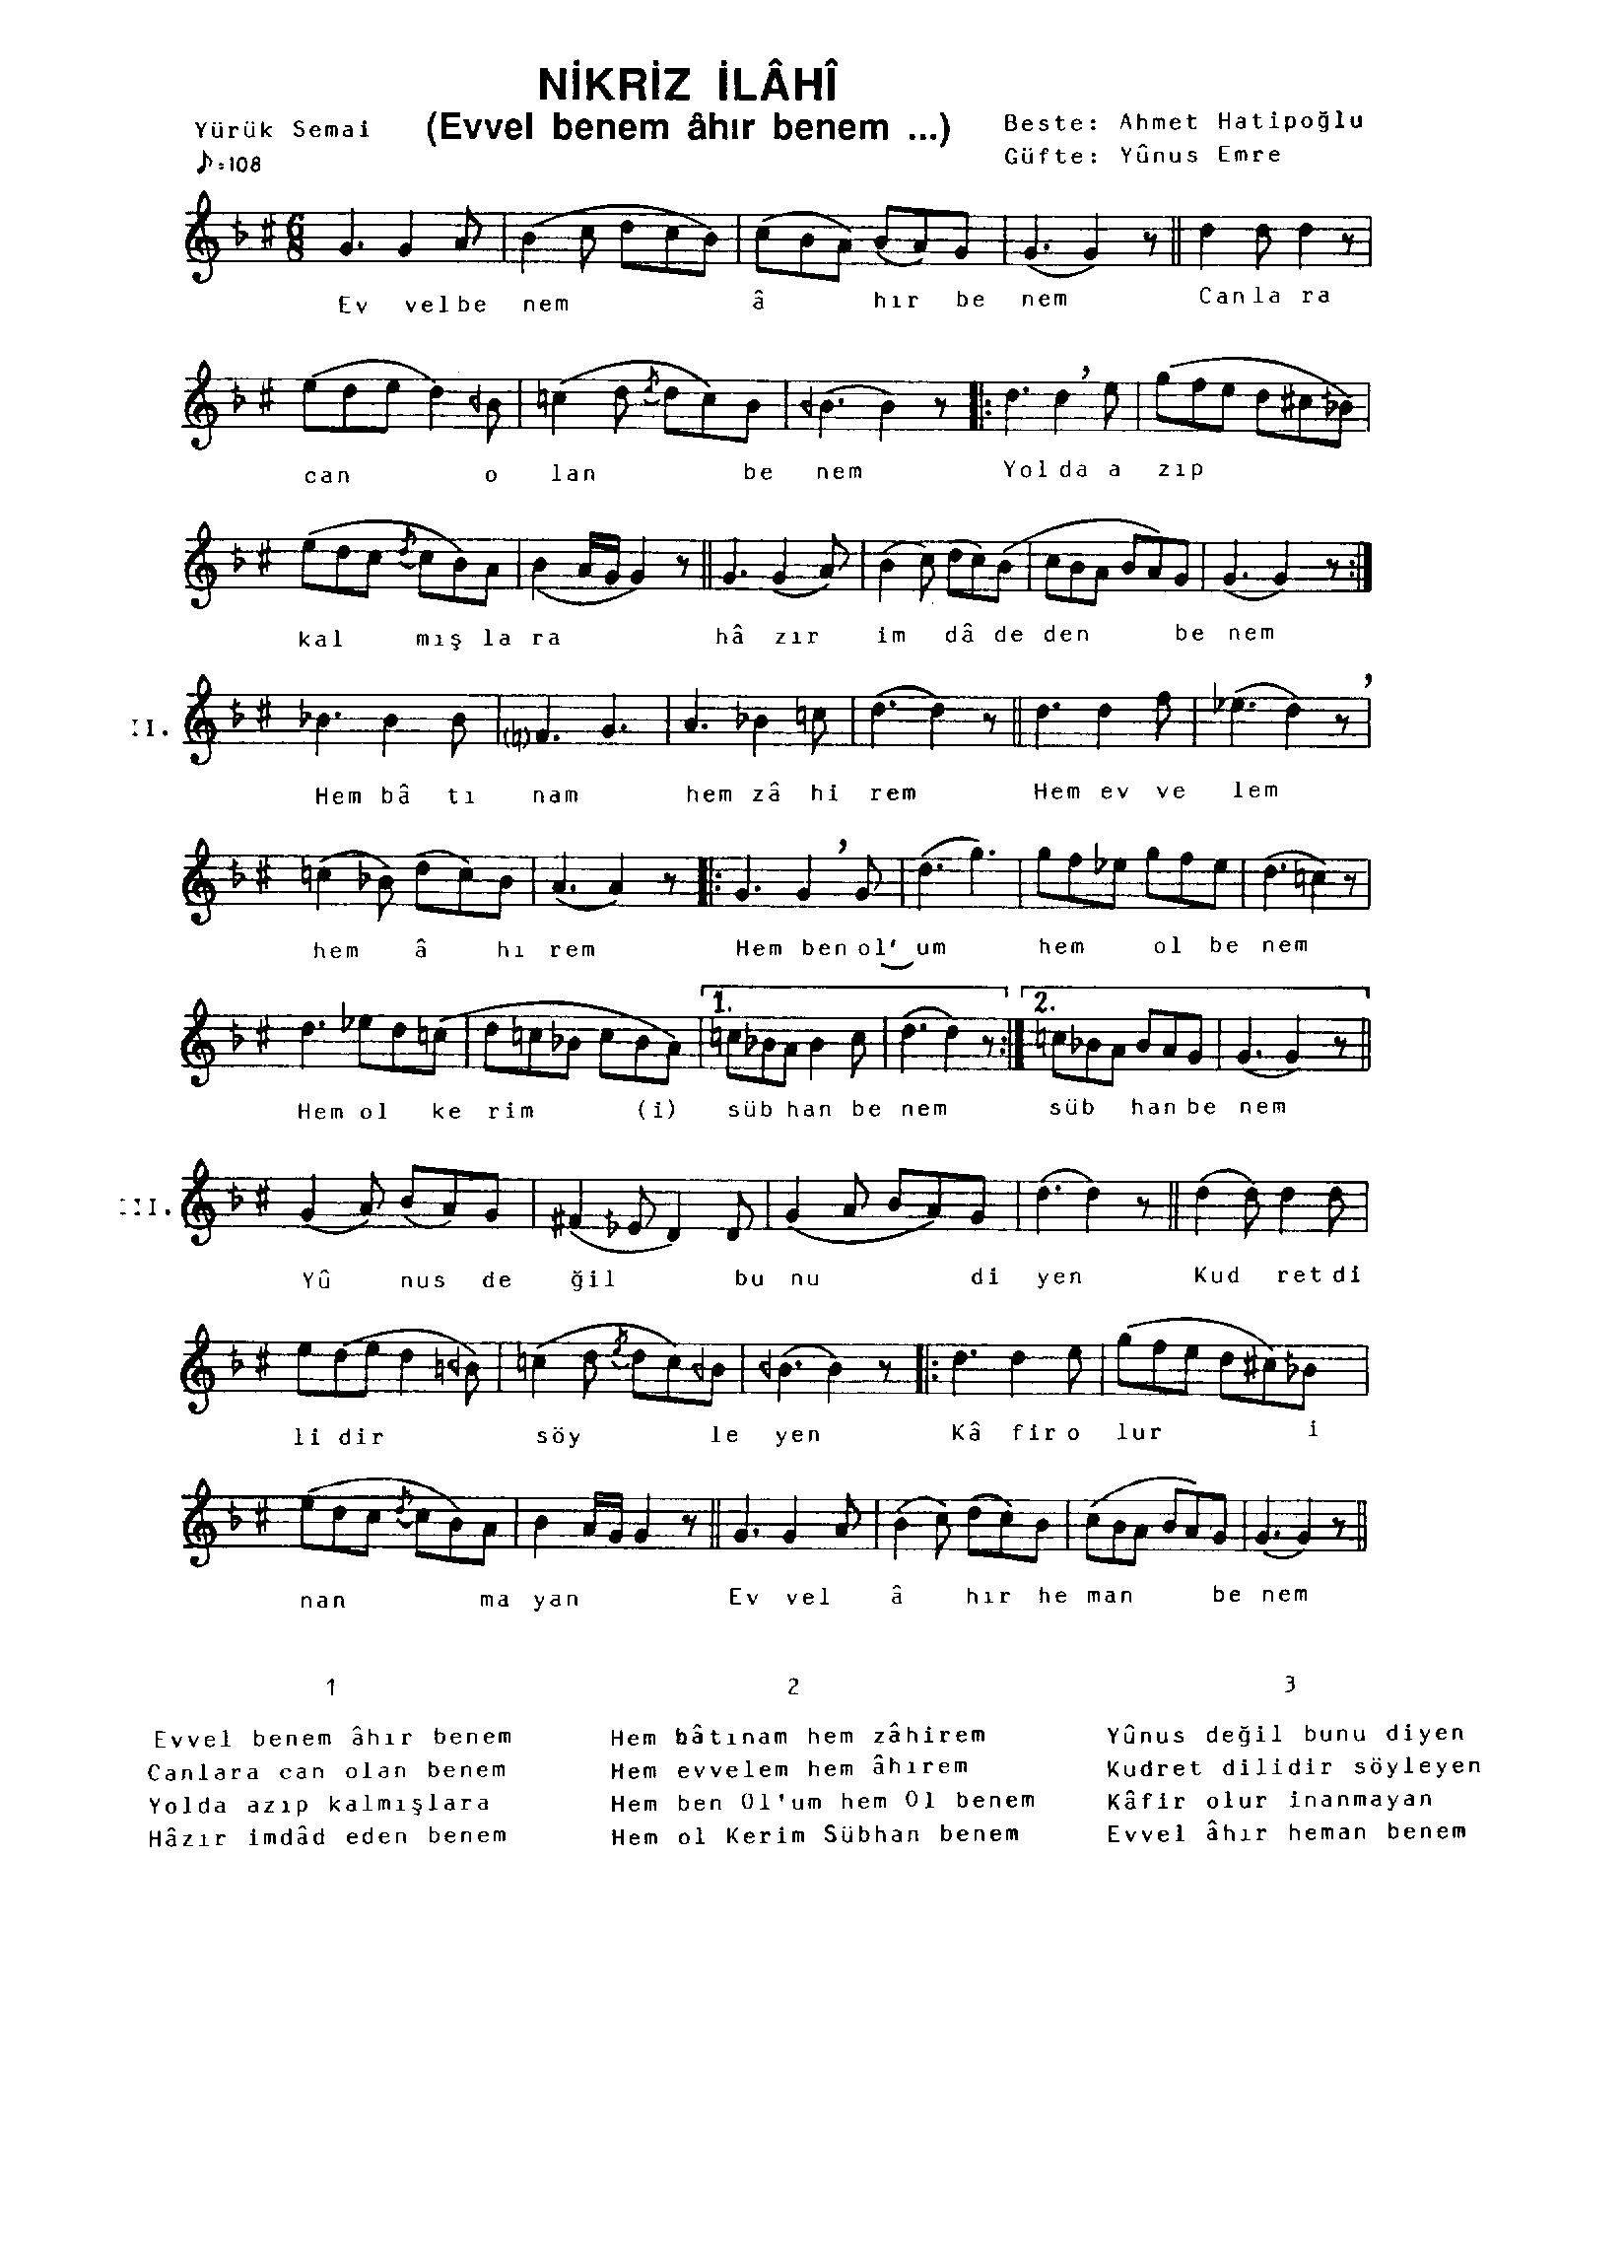 NİKRİZ İLÂHÎ
(Evvel benem âhır benem ...)
Yürük Semai
♪=108
Beste: Ahmet Hatipoğlu
Güfte: Yûnus Emre
6
8
Ev vel be nem â hır be nem Can la ra
can o lan be nem Yol da a zıp
kal mış la ra hâ zır im dâ de den be nem
II.
Hem bâ tı nam hem zâ hi rem Hem ev ve lem
hem â hı rem Hem ben ol' um hem ol be nem
1. 2.
Hem ol ke rim (i) süb han be nem süb han be nem
III.
Yû nus de ğil bu nu di yen Kud ret di
li dir söy le yen Kâ fir o lur i
nan ma yan Ev vel â hır he man be nem
1
Evvel benem âhır benem
Canlara can olan benem
Yolda azıp kalmışlara
Hâzır imdâd eden benem
2
Hem bâtınam hem zâhirem
Hem evvelem hem âhırem
Hem ben Ol'um hem Ol benem
Hem ol Kerim Sübhan benem
3
Yûnus değil bunu diyen
Kudret dilidir söyleyen
Kâfir olur inanmayan
Evvel âhır heman benem